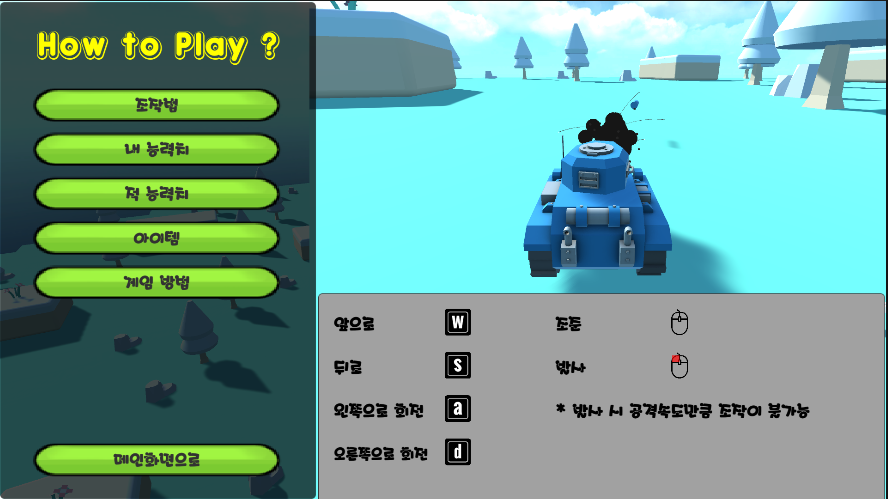 How to Play ?
조작법
내 능력치
적 능력치
아이템
게임 방법
메인화면으로
앞으로 W
뒤로 S
왼쪽으로 회전 a
오른쪽으로 회전 d
조준
발사
* 발사 시 공격속도만큼 조작이 불가능